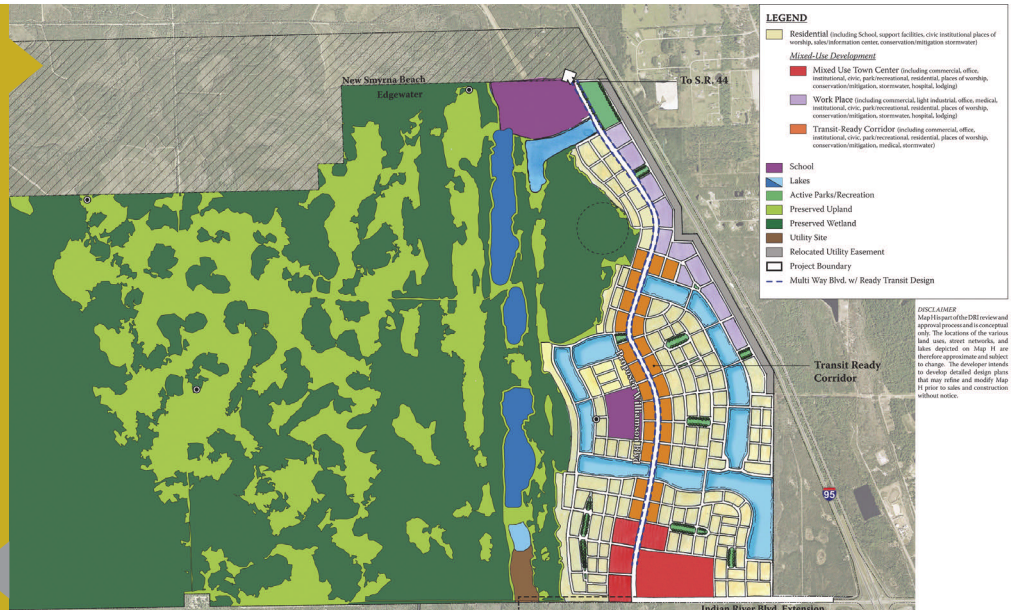 LEGEND
Residential (including School, support facilities, civic institutional places of
worship, sales/information center, conservation/mitigation stormwater)
Mixed-Use Development
Mixed Use Town Center (including commercial, office,
institutional, civic, park/recreational, residential, places of worship,
conservation/mitigation, stormwater, hospital, lodging)
Work Place (including commercial, light industrial, office, medical,
institutional, civic, park/recreational, residential, places of worship,
conservation/mitigation, stormwater, hospital, lodging)
Transit-Ready Corridor (including commercial, office,
institutional, civic, park/recreational, residential, places of worship,
conservation/mitigation, medical, stormwater)
School
Lakes
Active Parks/Recreation
Preserved Upland
Preserved Wetland
Utility Site
Relocated Utility Easement
Project Boundary
Multi Way Blvd. w/ Ready Transit Design
New Smyrna Beach
Edgewater
To S.R. 44
DISCLAIMER
Map H is part of the DRI review and
approval process and is conceptual
only. The locations of the various
land uses, street networks, and
lakes depicted on Map H are
therefore approximate and subject
to change. The developer intends
to develop detailed design plans
that may refine and modify Map
H prior to sales and construction
without notice.
Transit Ready
Corridor
Williamson Blvd
95
Indian River Blvd. Extension